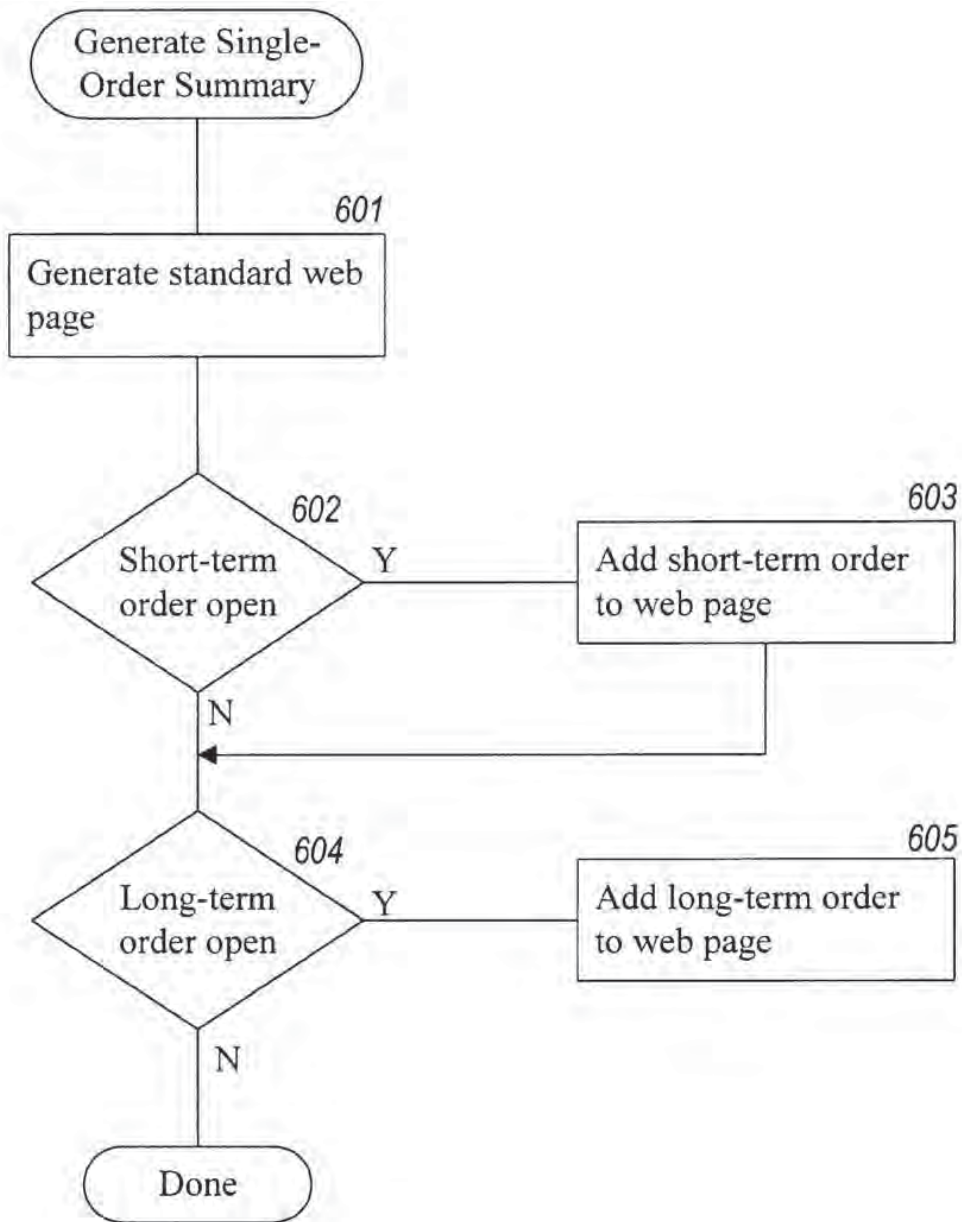 Generate Single-
Order Summary
601
Generate standard web
page
602
Short-term
order open
Y
603
Add short-term order
to web page
N
604
Long-term
order open
Y
605
Add long-term order
to web page
N
Done